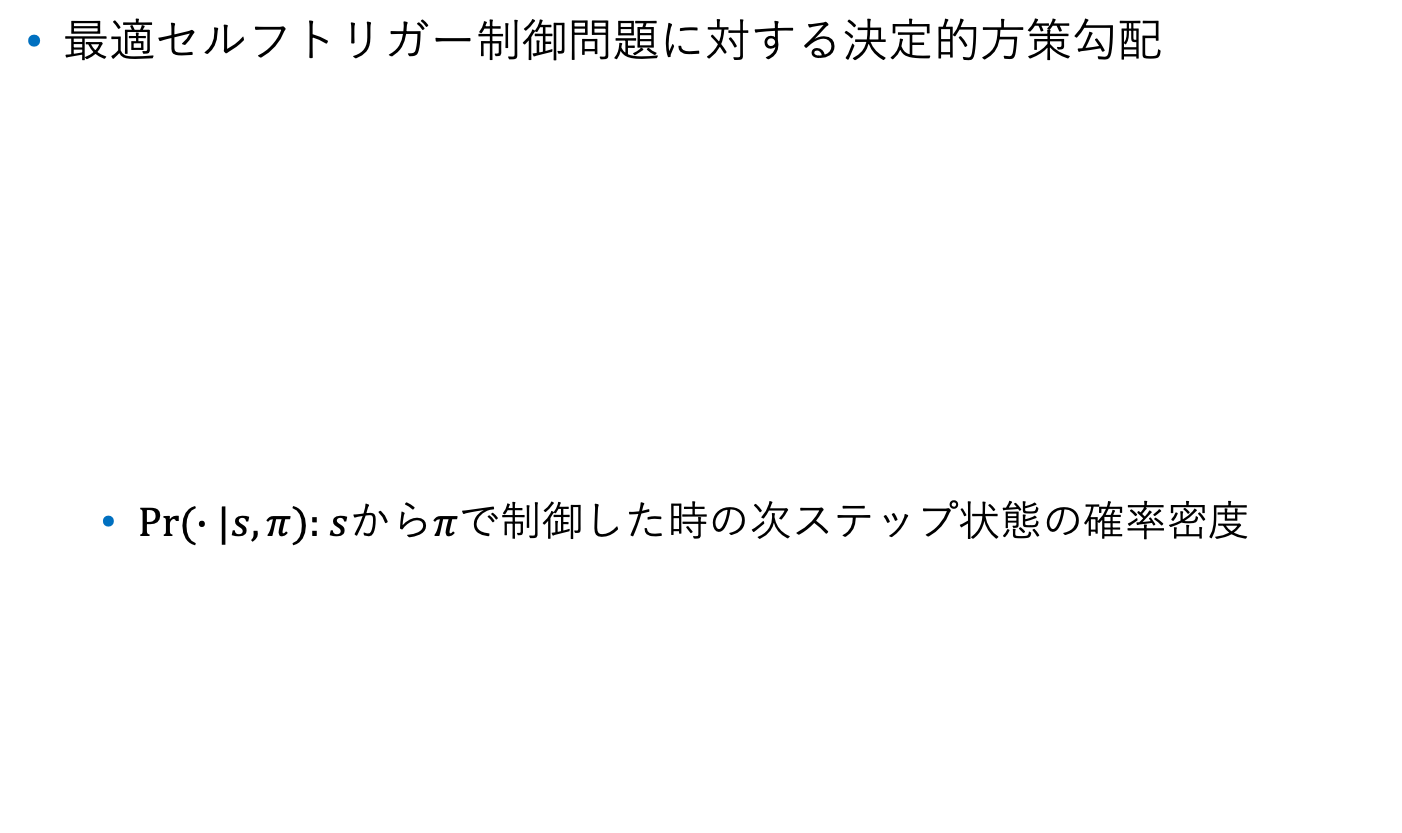 • 最適セルフトリガー制御問題に対する決定的方策勾配
• Pr(· |s, π): sからπで制御した時の次ステップ状態の確率密度